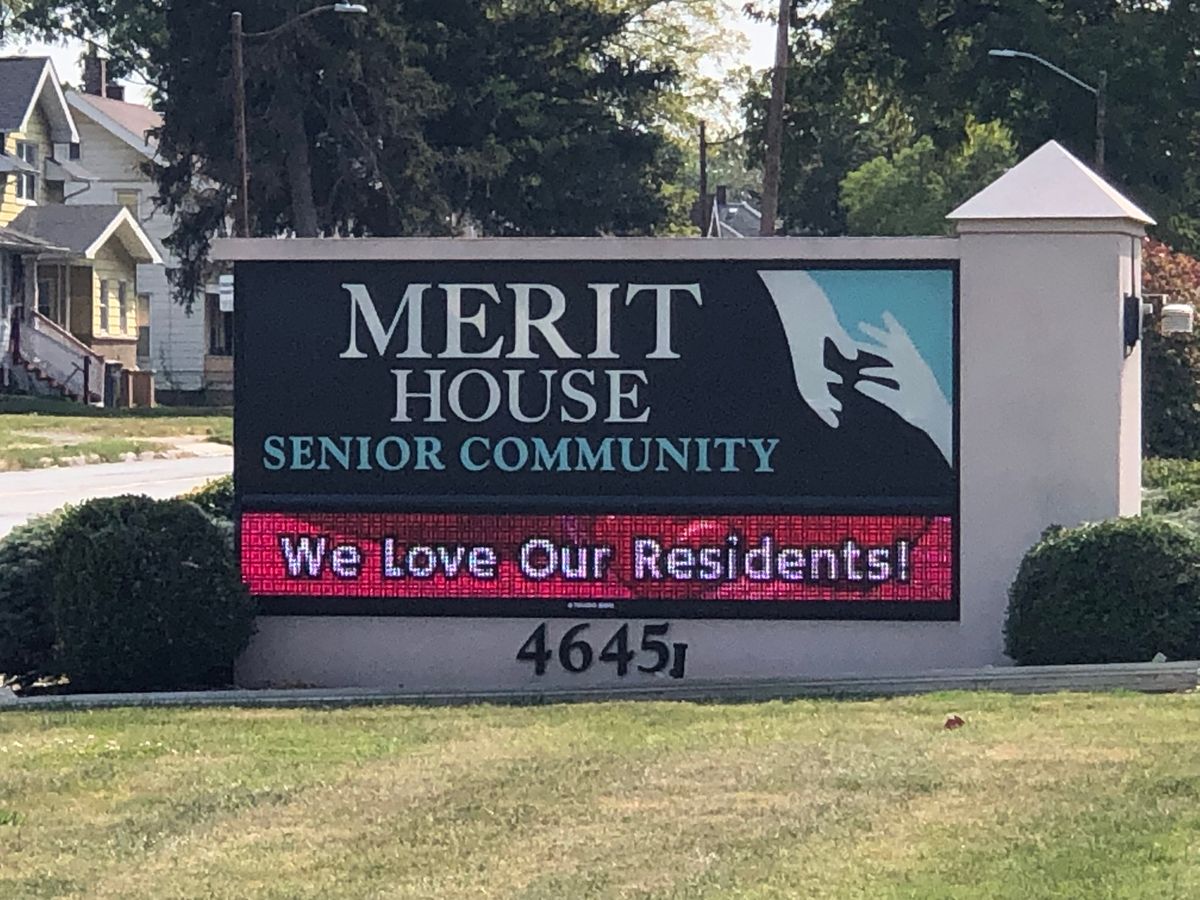 MERIT
HOUSE
SENIOR COMMUNITY
We Love Our Residents!
4645